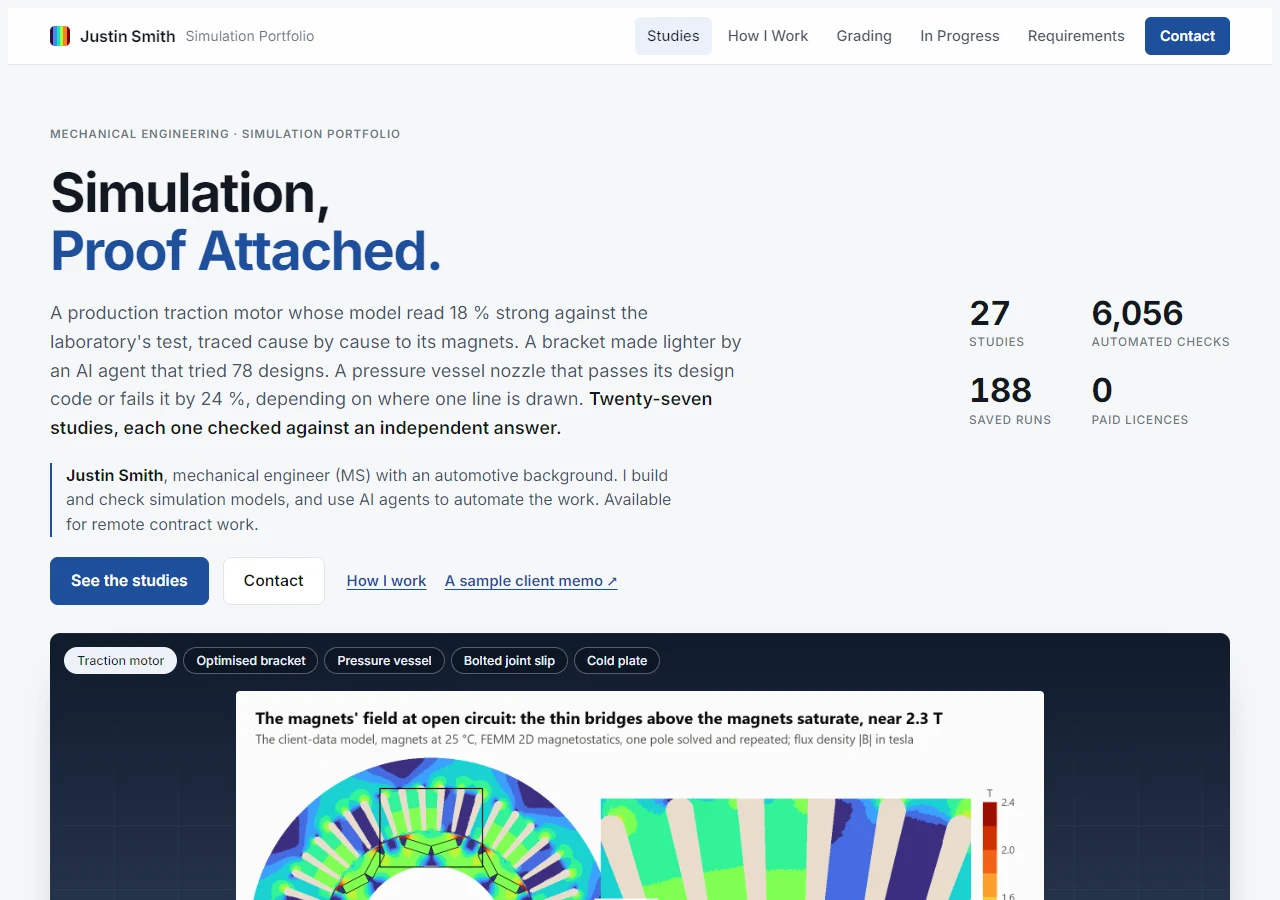 Justin Smith Simulation Portfolio
Studies How I Work Grading In Progress Requirements Contact
MECHANICAL ENGINEERING · SIMULATION PORTFOLIO
Simulation,
Proof Attached.
A production traction motor whose model read 18 % strong against the
laboratory's test, traced cause by cause to its magnets. A bracket made lighter by
an AI agent that tried 78 designs. A pressure vessel nozzle that passes its design
code or fails it by 24 %, depending on where one line is drawn. Twenty-seven
studies, each one checked against an independent answer.
27
STUDIES
6,056
AUTOMATED CHECKS
188
SAVED RUNS
0
PAID LICENCES
Justin Smith, mechanical engineer (MS) with an automotive background. I build
and check simulation models, and use AI agents to automate the work. Available
for remote contract work.
See the studies Contact How I work A sample client memo ↗
Traction motor Optimised bracket Pressure vessel Bolted joint slip Cold plate
The magnets' field at open circuit: the thin bridges above the magnets saturate, near 2.3 T
The client-data model, magnets at 25 °C, FEMM 2D magnetostatics, one pole solved and repeated; flux density |B| in tesla
T
2.4
2.0
1.6